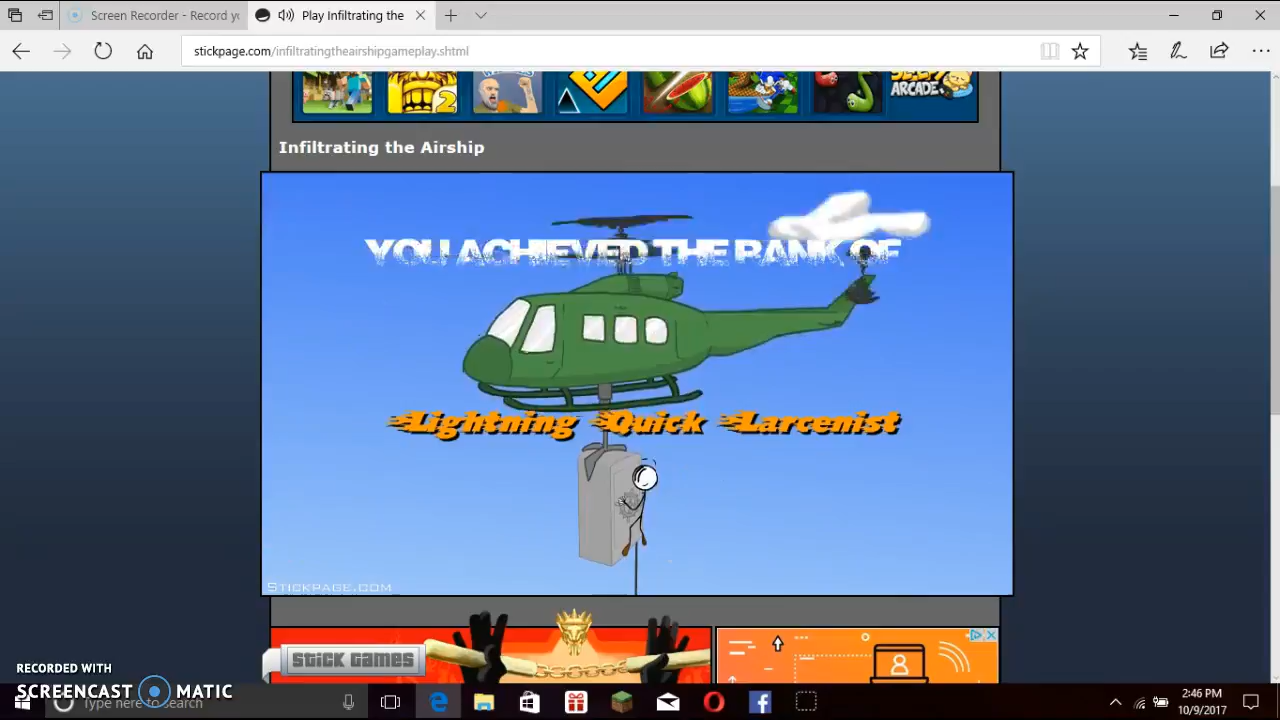 Screen Recorder - Record yo
Play Infiltrating the
stickpage.com/infiltratingtheairshipgameplay.shtml
2
ARCADE
Infiltrating the Airship
YOU ACHIEVED THE RANK OF
Lightning Quick Larcenist
STICKPAGE.COM
STICK GAMES
RECORDED WITH
SCREENCAST MATIC
Type here to search
2:46 PM
10/9/2017